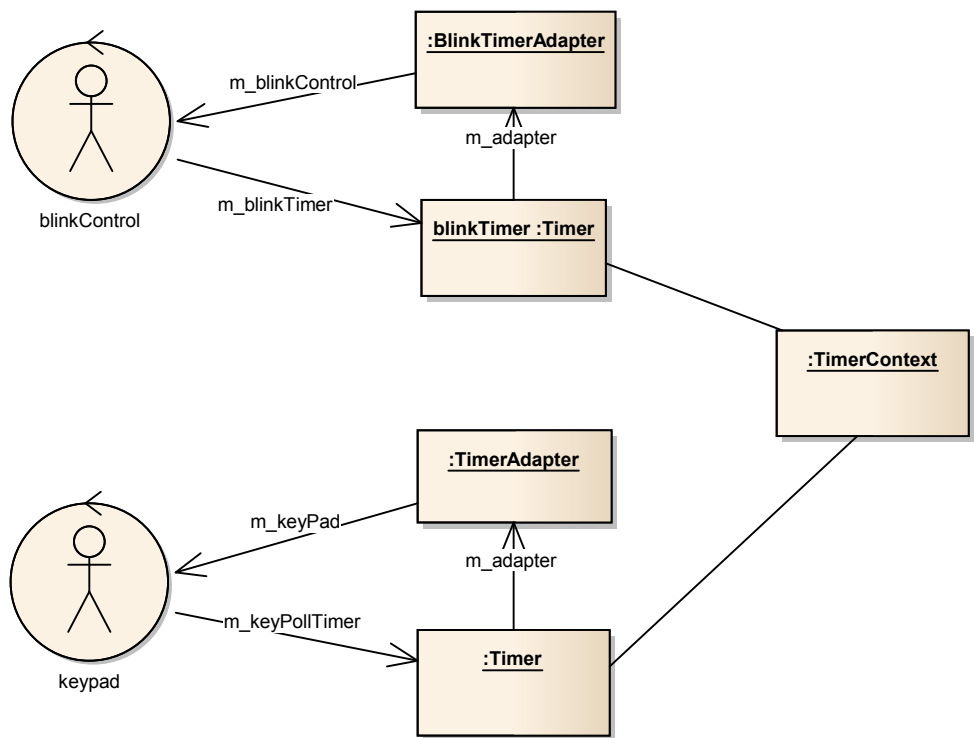 :BlinkTimerAdapter
m_blinkControl
m_adapter
m_blinkTimer
blinkControl
blinkTimer :Timer
:TimerContext
:TimerAdapter
m_keyPad
m_adapter
m_keyPollTimer
:Timer
keypad